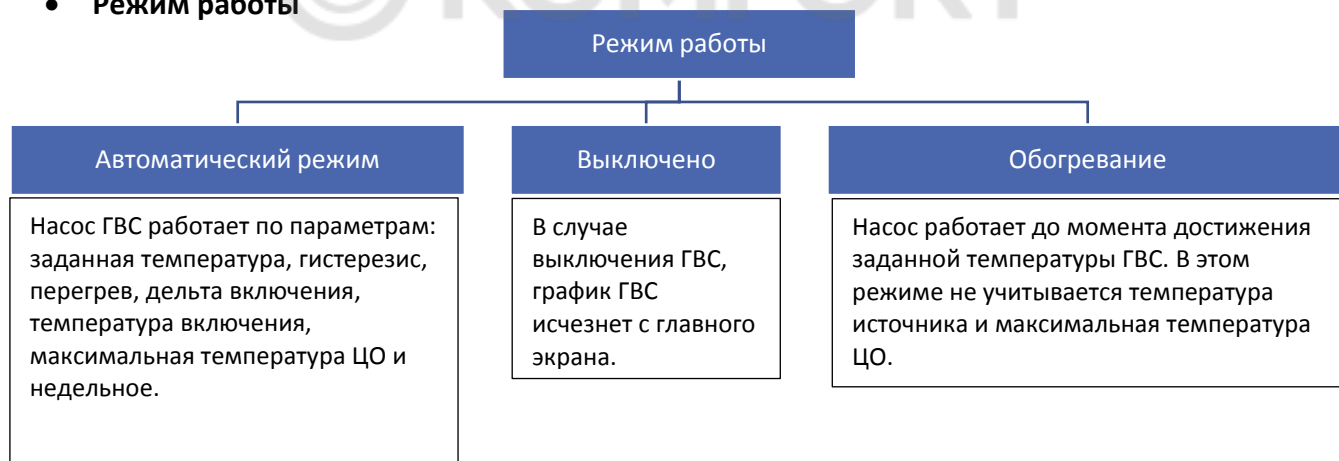 • Режим работы
KOMFORT
Режим работы
Автоматический режим
Насос ГВС работает по параметрам:
заданная температура, гистерезис,
перегрев, дельта включения,
температура включения,
максимальная температура ЦО и
недельное.
Выключено
В случае
выключения ГВС,
график ГВС
исчезнет с главного
экрана.
Обогревание
Насос работает до момента достижения
заданной температуры ГВС. В этом
режиме не учитывается температура
источника и максимальная температура
ЦО.